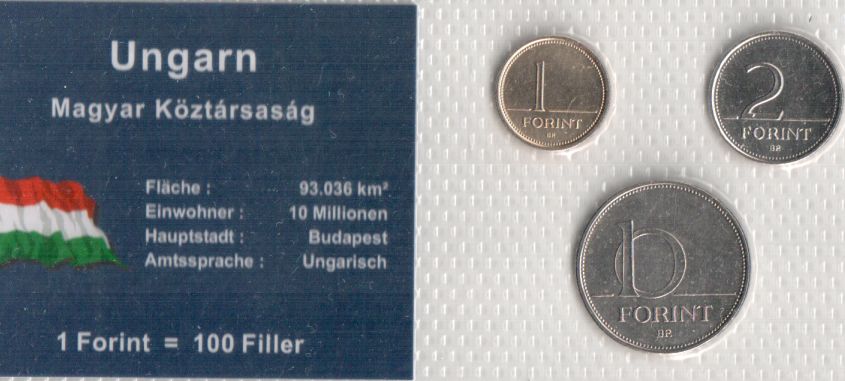 Ungarn
Magyar Köztársaság
Fläche : 93.036 km²
Einwohner : 10 Millionen
Hauptstadt : Budapest
Amtssprache : Ungarisch
1 Forint = 100 Filler
1
FORINT
BP.
2
FORINT
BP.
10
FORINT
BP.